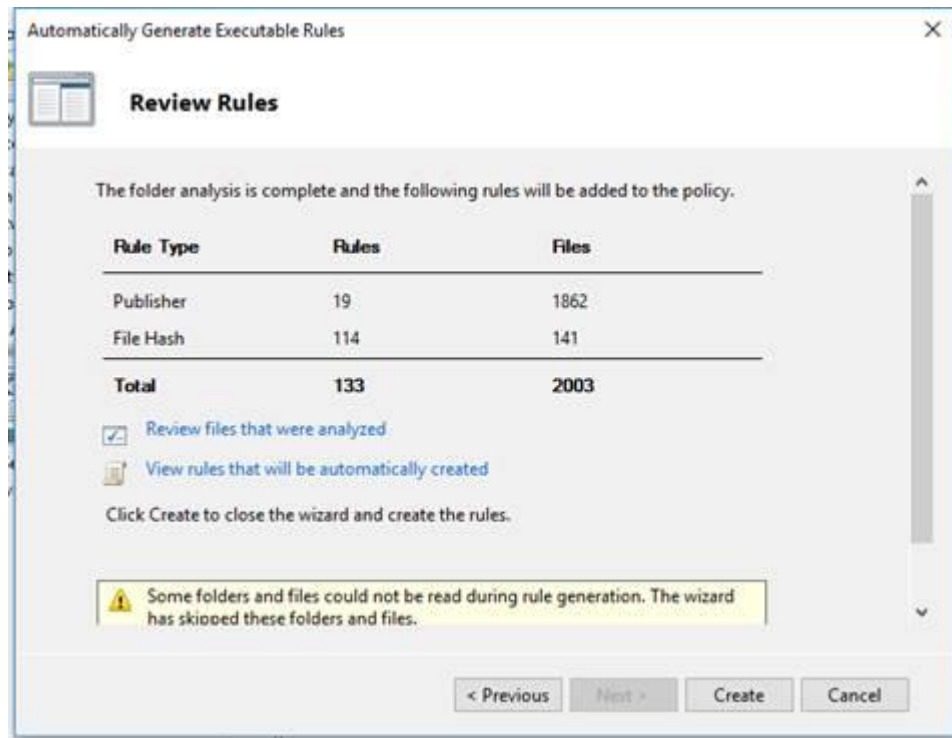 Automatically Generate Executable Rules
Review Rules
The folder analysis is complete and the following rules will be added to the policy.
Rule Type Rules Files
Publisher 19 1862
File Hash 114 141
Total 133 2003
Review files that were analyzed
View rules that will be automatically created
Click Create to close the wizard and create the rules.
Some folders and files could not be read during rule generation. The wizard
has skipped these folders and files.
< Previous Next > Create Cancel